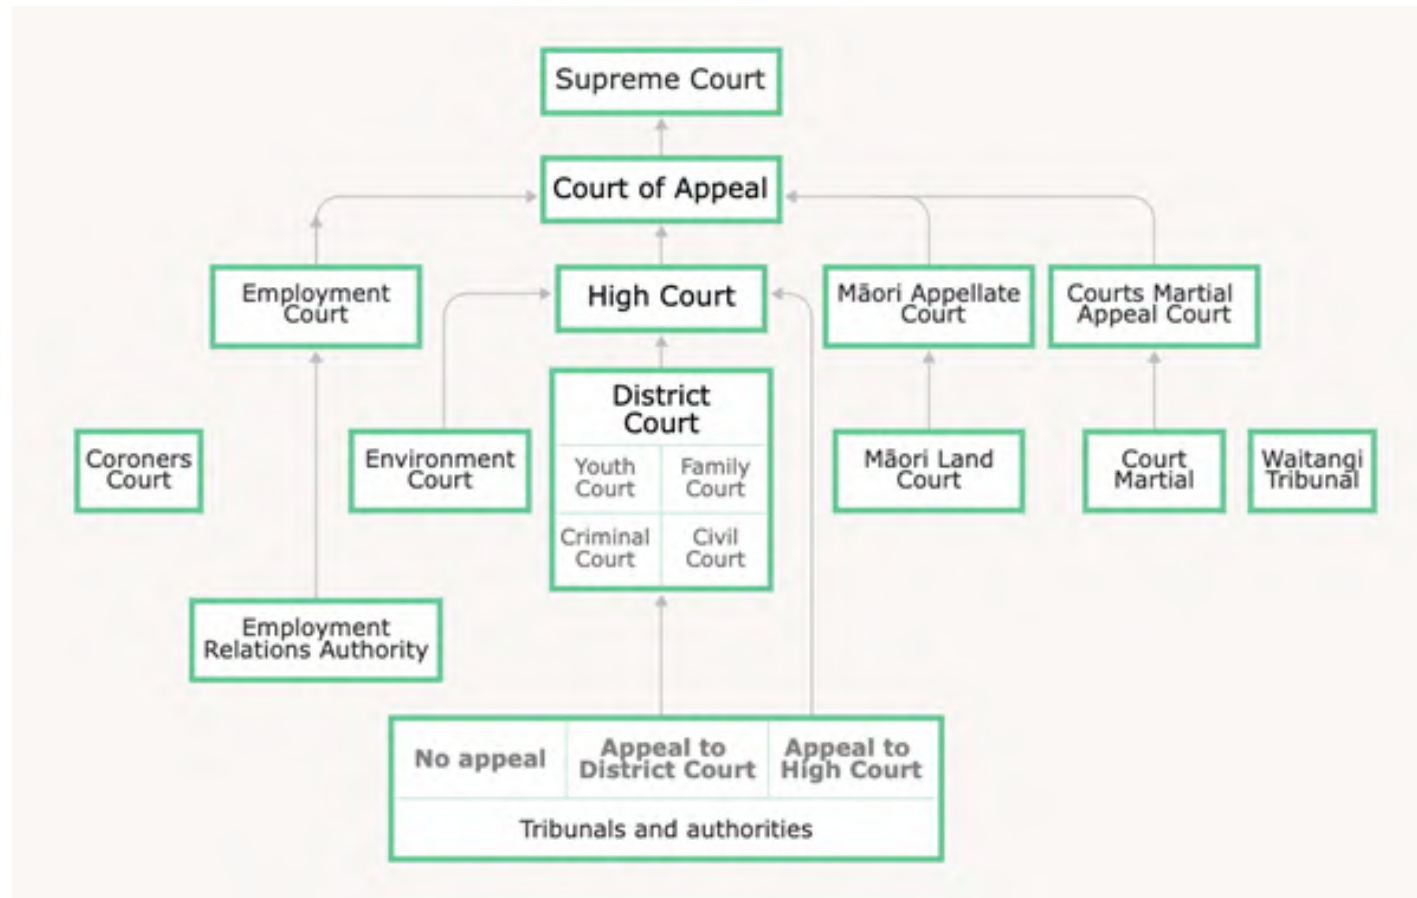 Supreme Court
Court of Appeal
Employment
Court
High Court
Māori Appellate
Court
Courts Martial
Appeal Court
District
Court
Coroners
Court
Environment
Court
Youth
Court
Family
Court
Māori Land
Court
Court
Martial
Waitangi
Tribunal
Criminal
Court
Civil
Court
Employment
Relations Authority
No appeal
Appeal to
District Court
Appeal to
High Court
Tribunals and authorities